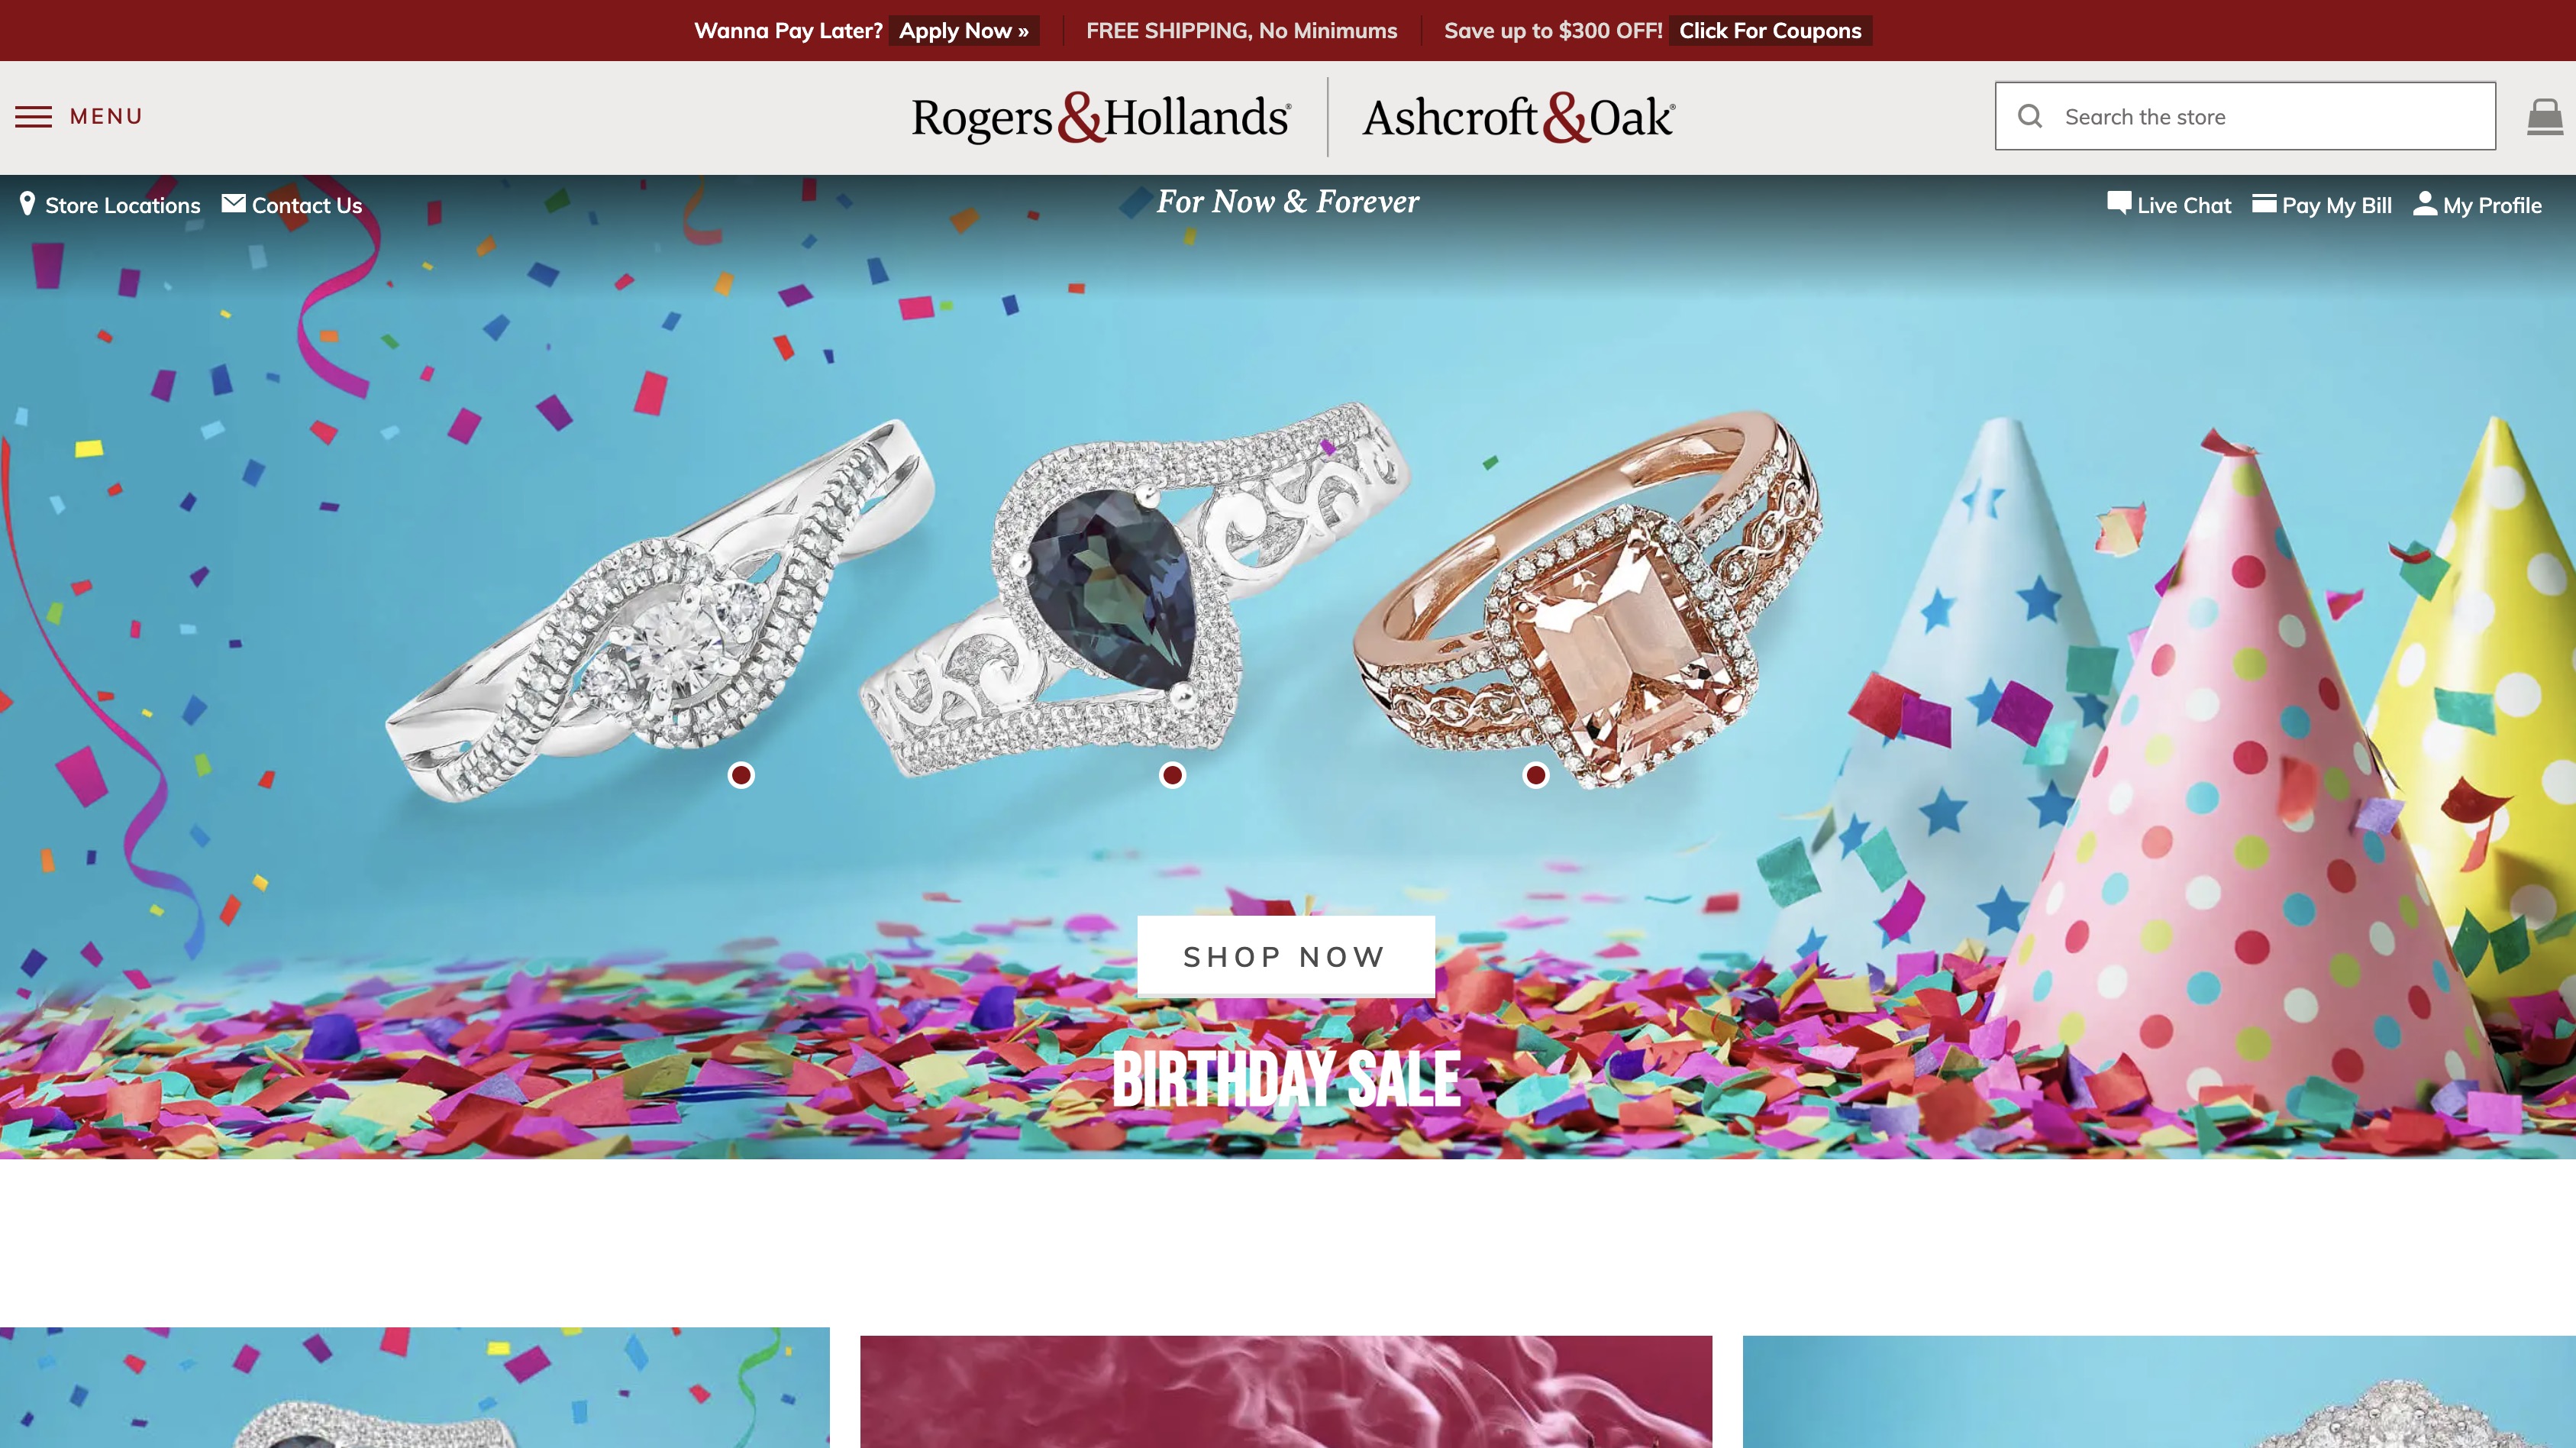 Wanna Pay Later? Apply Now » FREE SHIPPING, No Minimums Save up to $300 OFF! Click For Coupons
MENU Rogers&Hollands® Ashcroft&Oak® Search the store
Store Locations Contact Us For Now & Forever Live Chat Pay My Bill My Profile
SHOP NOW
BIRTHDAY SALE